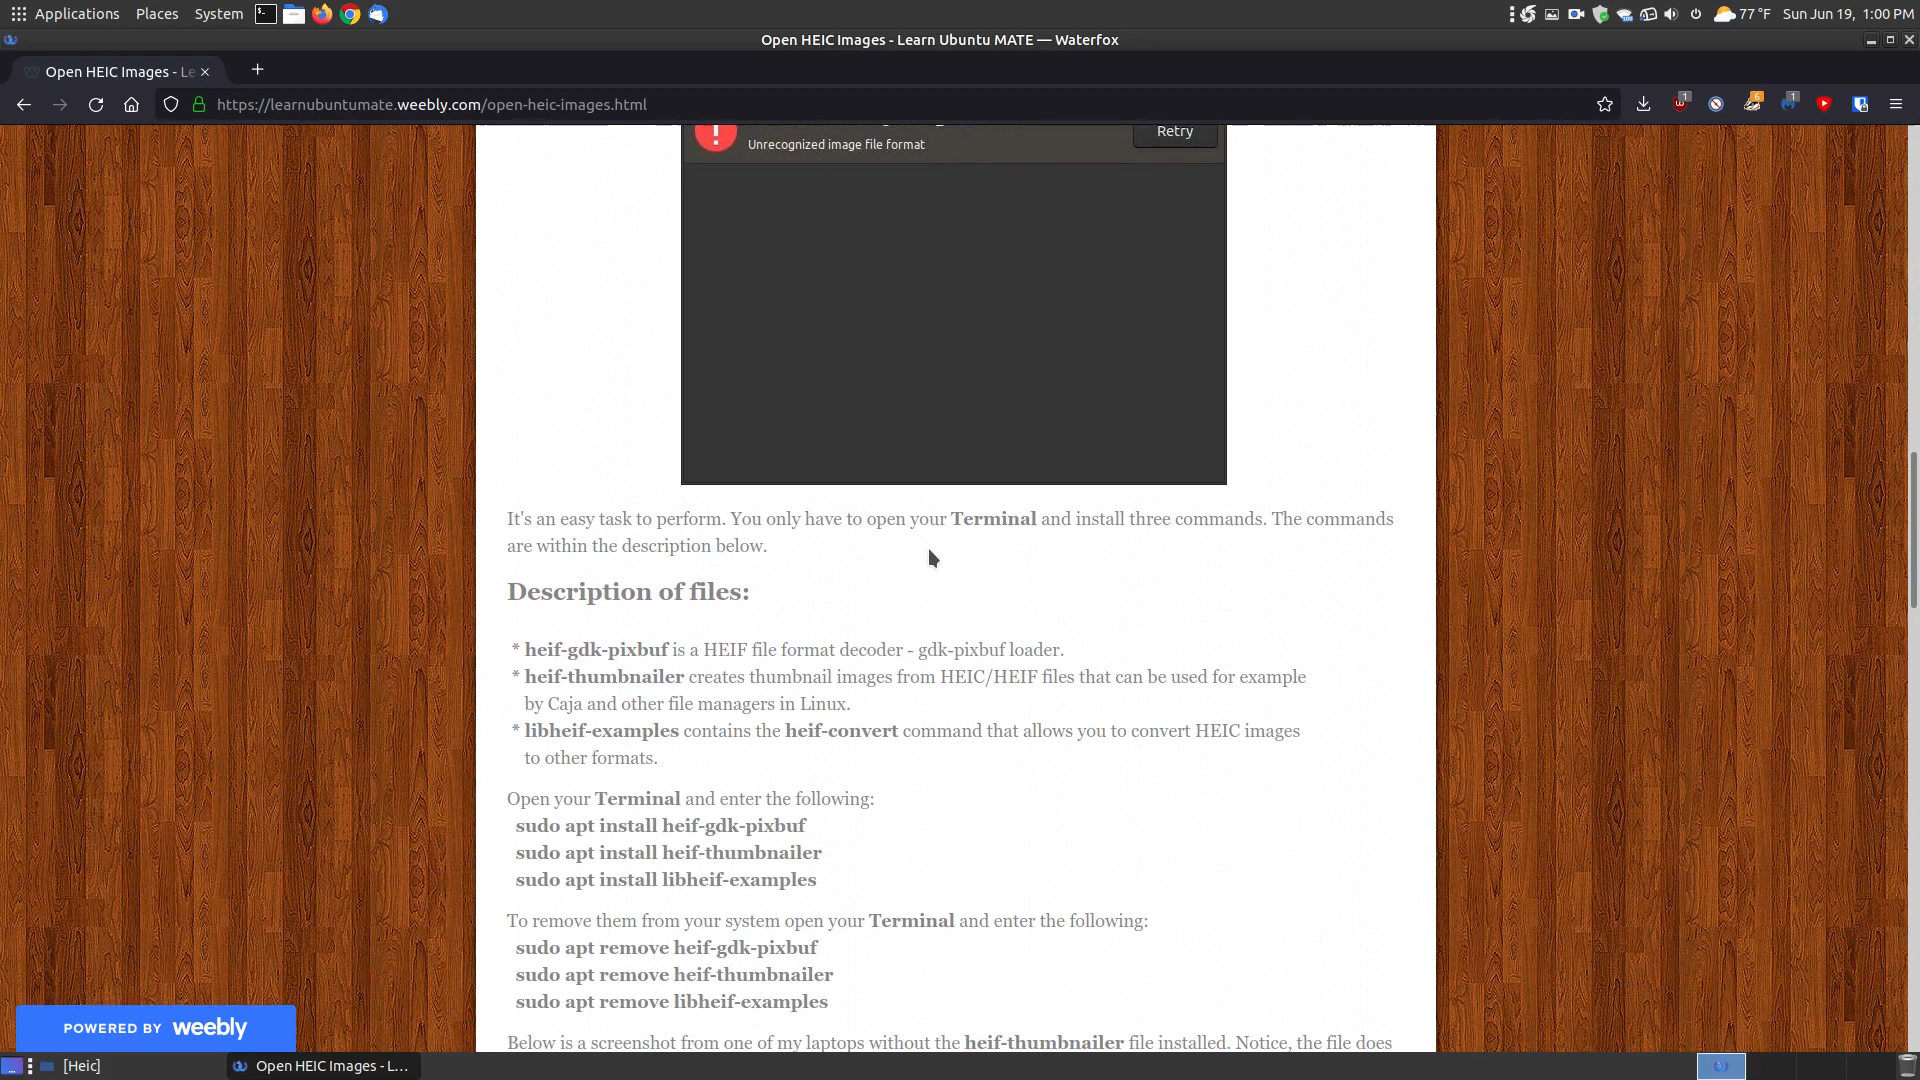 Applications Places System 77 °F Sun Jun 19, 1:00 PM
Open HEIC Images - Learn Ubuntu MATE — Waterfox
Open HEIC Images - Le
https://learnubuntumate.weebly.com/open-heic-images.html 1 6 1
Unrecognized image file format
Retry
It's an easy task to perform. You only have to open your Terminal and install three commands. The commands
are within the description below.
Description of files:
* heif-gdk-pixbuf is a HEIF file format decoder - gdk-pixbuf loader.
* heif-thumbnailer creates thumbnail images from HEIC/HEIF files that can be used for example
by Caja and other file managers in Linux.
* libheif-examples contains the heif-convert command that allows you to convert HEIC images
to other formats.
Open your Terminal and enter the following:
sudo apt install heif-gdk-pixbuf
sudo apt install heif-thumbnailer
sudo apt install libheif-examples
To remove them from your system open your Terminal and enter the following:
sudo apt remove heif-gdk-pixbuf
sudo apt remove heif-thumbnailer
sudo apt remove libheif-examples
Below is a screenshot from one of my laptops without the heif-thumbnailer file installed. Notice, the file does
POWERED BY weebly
[Heic] Open HEIC Images - L...